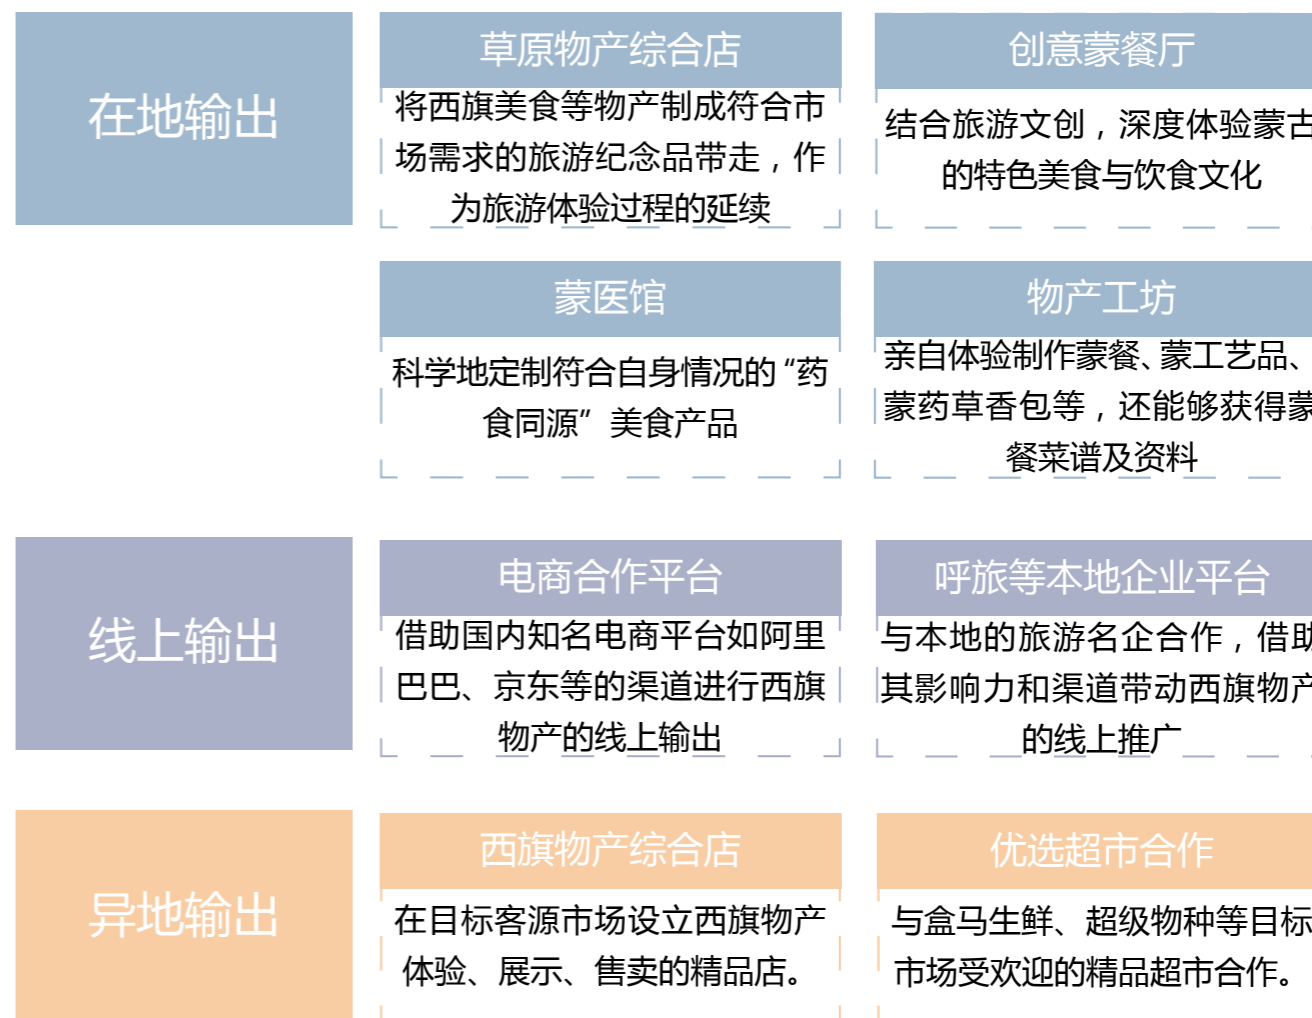 在地输出
草原物产综合店
将西旗美食等物产制成符合市
场需求的旅游纪念品带走，作
为旅游体验过程的延续
创意蒙餐厅
结合旅游文创，深度体验蒙古
的特色美食与饮食文化
蒙医馆
科学地定制符合自身情况的“药
食同源”美食产品
物产工坊
亲自体验制作蒙餐、蒙工艺品、
蒙药草香包等，还能够获得蒙
餐菜谱及资料
线上输出
电商合作平台
借助国内知名电商平台如阿里
巴巴、京东等的渠道进行西旗
物产的线上输出
呼旅等本地企业平台
与本地的旅游名企合作，借助
其影响力和渠道带动西旗物产
的线上推广
异地输出
西旗物产综合店
在目标客源市场设立西旗物产
体验、展示、售卖的精品店。
优选超市合作
与盒马生鲜、超级物种等目标
市场受欢迎的精品超市合作。